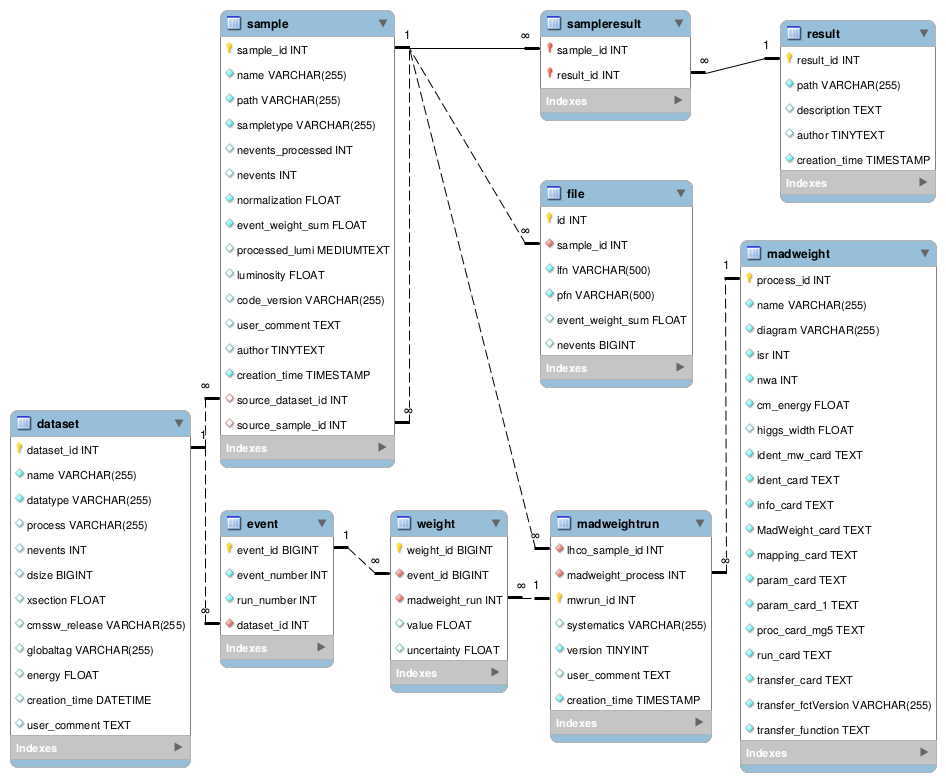 sample
sample_id INT
name VARCHAR(255)
path VARCHAR(255)
sampletype VARCHAR(255)
nevents_processed INT
nevents INT
normalization FLOAT
event_weight_sum FLOAT
processed_lumi MEDIUMTEXT
luminosity FLOAT
code_version VARCHAR(255)
user_comment TEXT
author TINYTEXT
creation_time TIMESTAMP
source_dataset_id INT
source_sample_id INT
Indexes
1
∞
∞
sampleresult
sample_id INT
result_id INT
Indexes
∞
1
result
result_id INT
path VARCHAR(255)
description TEXT
author TINYTEXT
creation_time TIMESTAMP
Indexes
file
id INT
sample_id INT
lfn VARCHAR(500)
pfn VARCHAR(500)
event_weight_sum FLOAT
nevents BIGINT
Indexes
∞
madweight
process_id INT
name VARCHAR(255)
diagram VARCHAR(255)
isr INT
nwa INT
cm_energy FLOAT
higgs_width FLOAT
ident_mw_card TEXT
ident_card TEXT
info_card TEXT
MadWeight_card TEXT
mapping_card TEXT
param_card TEXT
param_card_1 TEXT
proc_card_mg5 TEXT
run_card TEXT
transfer_card TEXT
transfer_fctVersion VARCHAR(255)
transfer_function TEXT
Indexes
1
∞
dataset
dataset_id INT
name VARCHAR(255)
datatype VARCHAR(255)
process VARCHAR(255)
nevents INT
dsize BIGINT
xsection FLOAT
cmssw_release VARCHAR(255)
globaltag VARCHAR(255)
energy FLOAT
creation_time DATETIME
user_comment TEXT
Indexes
∞
1
∞
event
event_id BIGINT
event_number INT
run_number INT
dataset_id INT
Indexes
1
∞
weight
weight_id BIGINT
event_id BIGINT
madweight_run INT
value FLOAT
uncertainty FLOAT
Indexes
∞
1
∞
madweightrun
lhco_sample_id INT
madweight_process INT
mwrun_id INT
systematics VARCHAR(255)
version TINYINT
user_comment TEXT
creation_time TIMESTAMP
Indexes